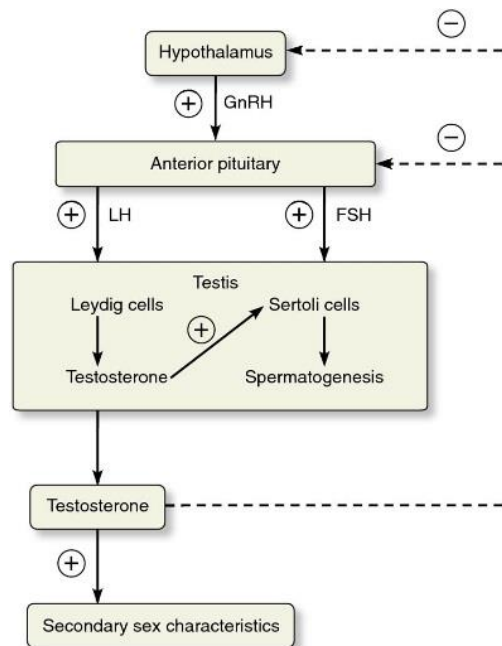 −
Hypothalamus
+ GnRH
−
Anterior pituitary
+ LH + FSH
Testis
Leydig cells Sertoli cells
+
Testosterone Spermatogenesis
Testosterone
+
Secondary sex characteristics